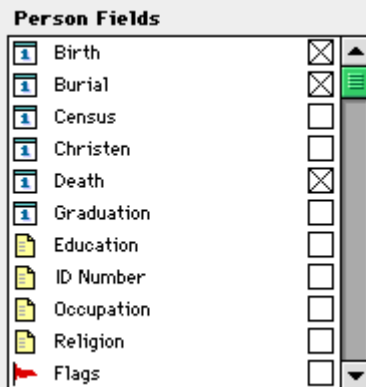 Person Fields
Birth
Burial
Census
Christen
Death
Graduation
Education
ID Number
Occupation
Religion
Flags